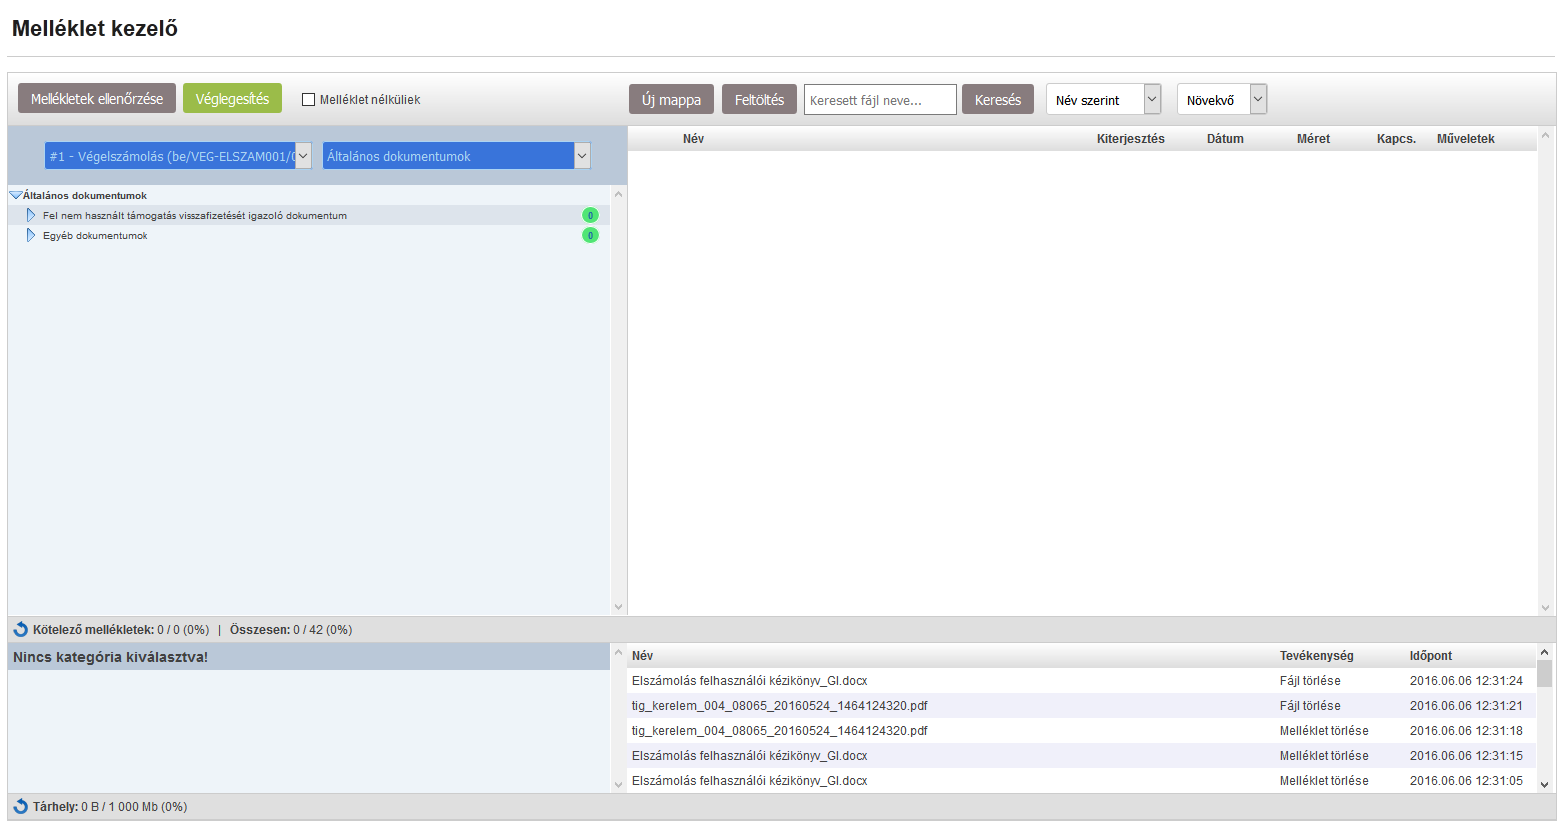 Melléklet kezelő
Mellékletek ellenőrzése Véglegesítés Melléklet nélküliek Új mappa Feltöltés Keresett fájl neve... Keresés Név szerint Növekvő
#1 - Végelszámolás (be/VEG-ELSZAM001/ Általános dokumentumok
Név Kiterjesztés Dátum Méret Kapcs. Műveletek
Általános dokumentumok
Fel nem használt támogatás visszafizetését igazoló dokumentum 0
Egyéb dokumentumok 0
Kötelező mellékletek: 0 / 0 (0%) | Összesen: 0 / 42 (0%)
Nincs kategória kiválasztva!
Név Tevékenység Időpont
Elszámolás felhasználói kézikönyv_GI.docx Fájl törlése 2016.06.06 12:31:24
tig_kerelem_004_08065_20160524_1464124320.pdf Fájl törlése 2016.06.06 12:31:21
tig_kerelem_004_08065_20160524_1464124320.pdf Melléklet törlése 2016.06.06 12:31:18
Elszámolás felhasználói kézikönyv_GI.docx Melléklet törlése 2016.06.06 12:31:15
Elszámolás felhasználói kézikönyv_GI.docx Melléklet törlése 2016.06.06 12:31:05
Tárhely: 0 B / 1 000 Mb (0%)